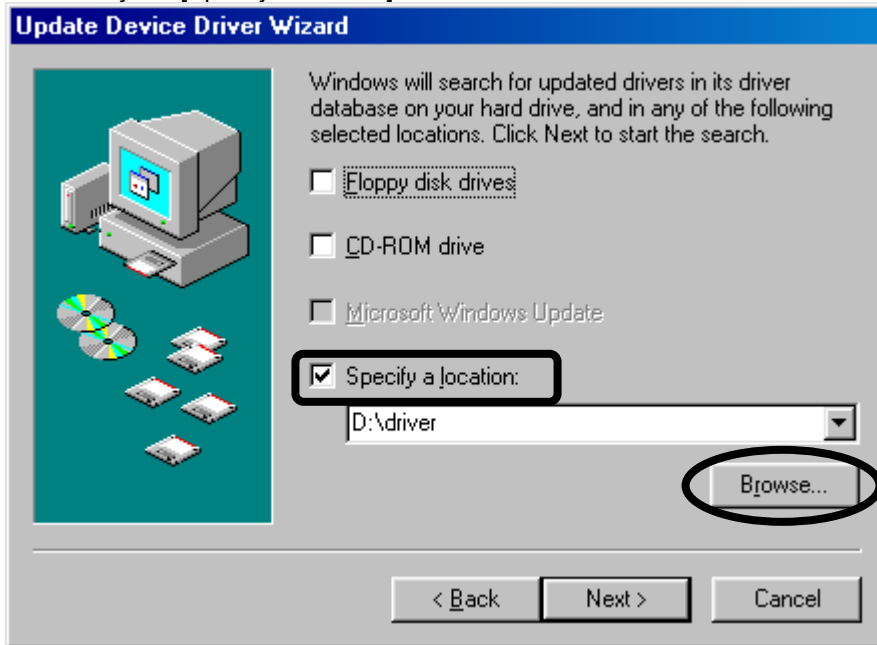 Update Device Driver Wizard
Windows will search for updated drivers in its driver
database on your hard drive, and in any of the following
selected locations. Click Next to start the search.
Floppy disk drives
CD-ROM drive
Microsoft Windows Update
Specify a location:
D:\driver
Browse...
< Back
Next >
Cancel